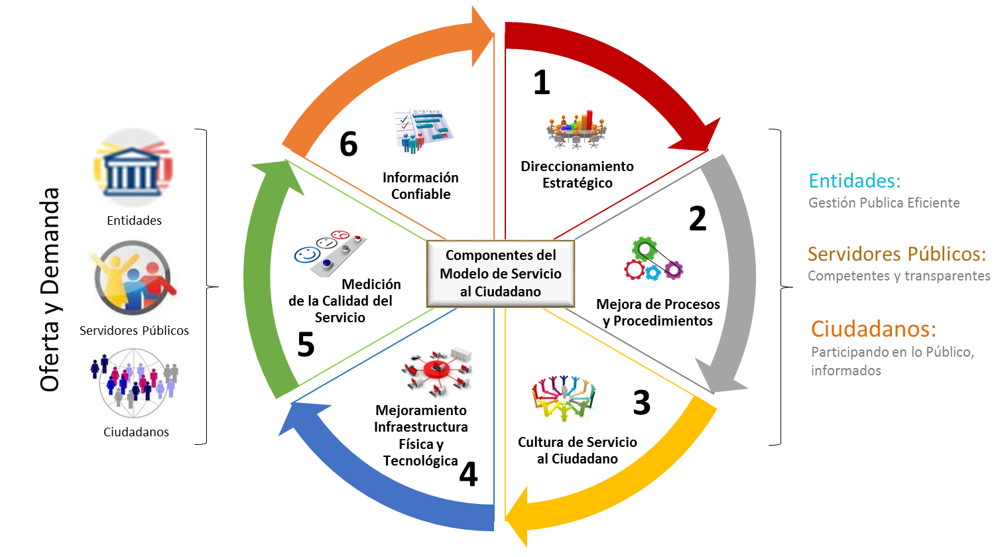 Oferta y Demanda
Entidades
Servidores Públicos
Ciudadanos
1
Direccionamiento
Estratégico
2
Mejora de Procesos
y Procedimientos
3
Cultura de Servicio
al Ciudadano
4
Mejoramiento
Infraestructura
Física y
Tecnológica
5
Medición
de la Calidad del
Servicio
6
Información
Confiable
Componentes del
Modelo de Servicio
al Ciudadano
Entidades:
Gestión Publica Eficiente
Servidores Públicos:
Competentes y transparentes
Ciudadanos:
Participando en lo Público,
informados